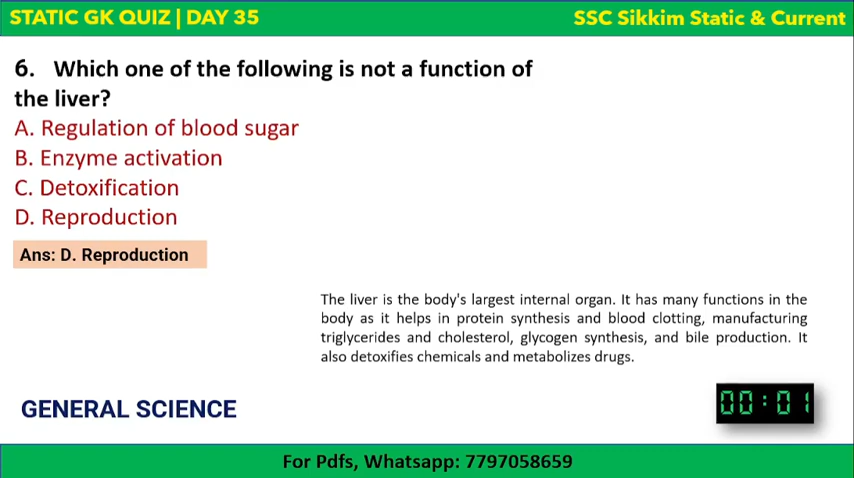 STATIC GK QUIZ | DAY 35
SSC Sikkim Static & Current
6. Which one of the following is not a function of
the liver?
A. Regulation of blood sugar
B. Enzyme activation
C. Detoxification
D. Reproduction
Ans: D. Reproduction
The liver is the body's largest internal organ. It has many functions in the
body as it helps in protein synthesis and blood clotting, manufacturing
triglycerides and cholesterol, glycogen synthesis, and bile production. It
also detoxifies chemicals and metabolizes drugs.
GENERAL SCIENCE
00:01
For Pdfs, Whatsapp: 7797058659